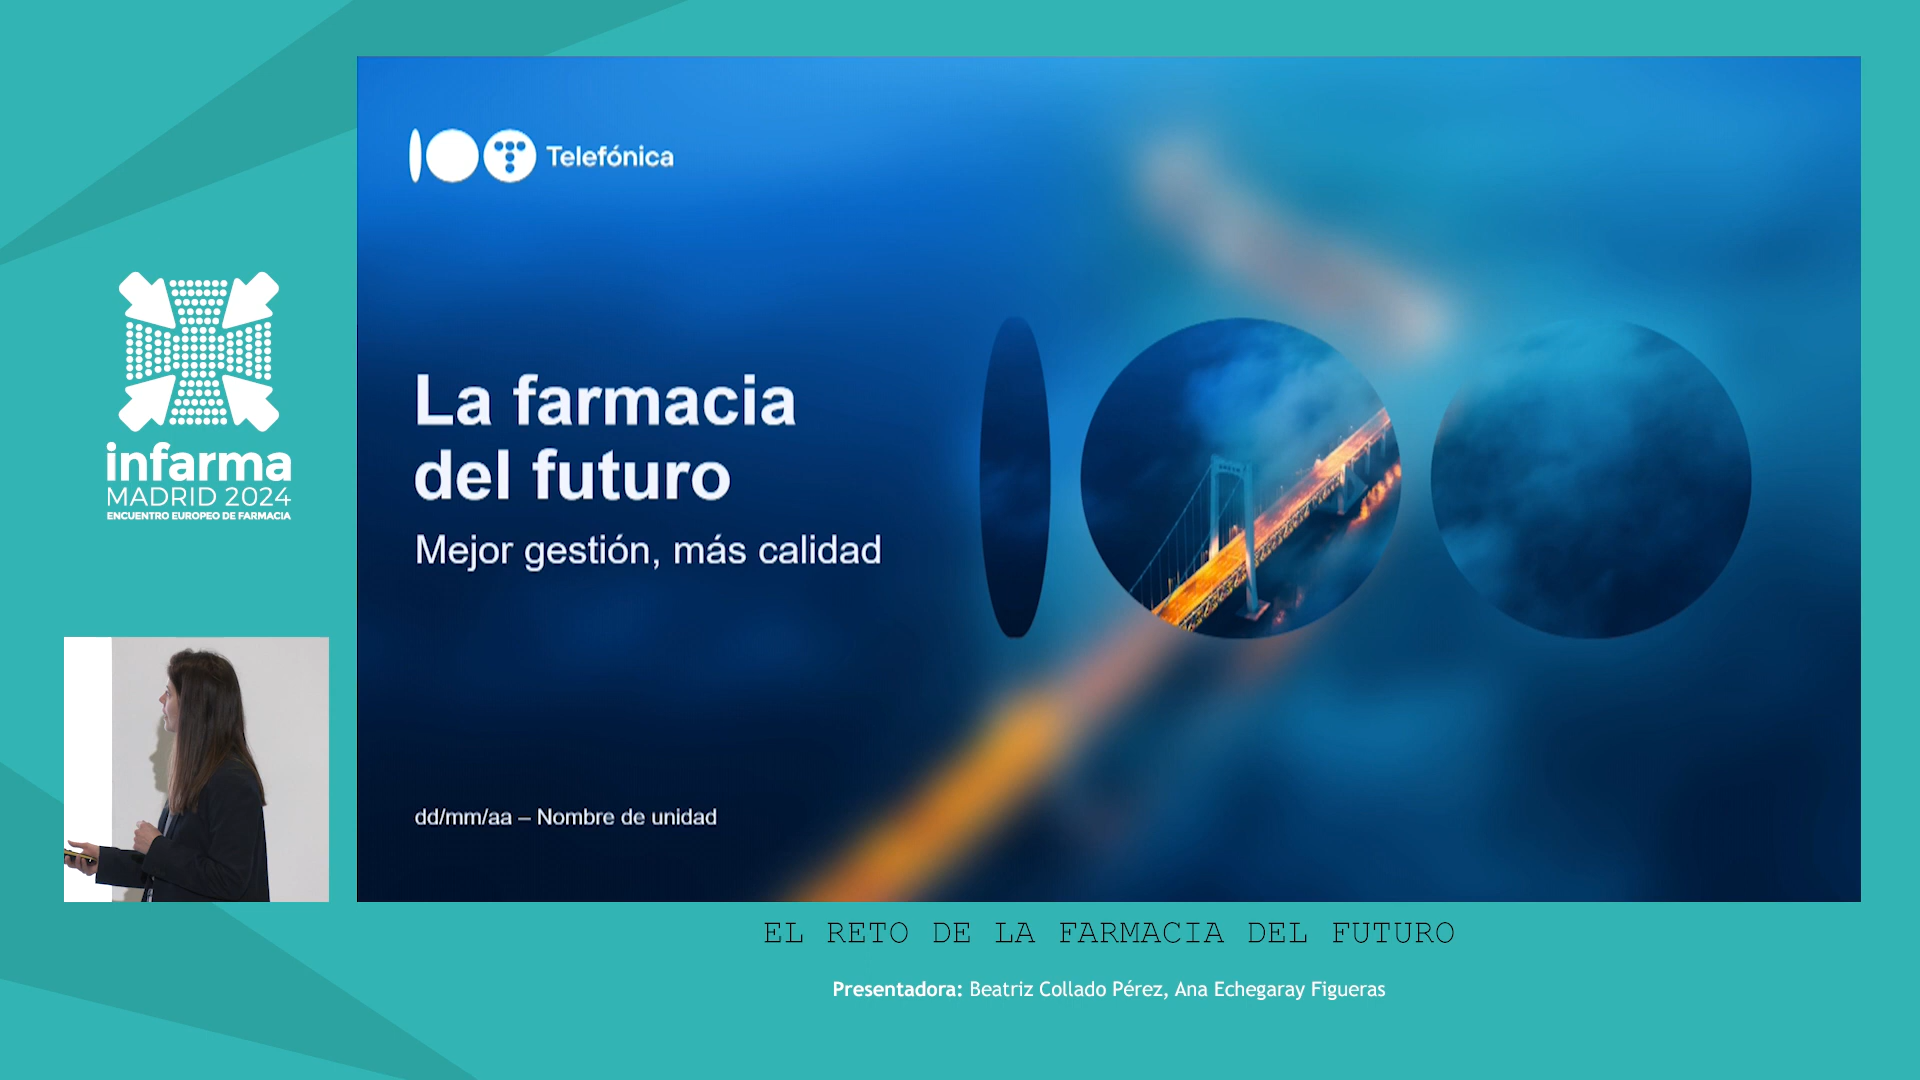 Telefónica
La farmacia
del futuro
Mejor gestión, más calidad
dd/mm/aa – Nombre de unidad
infarma
MADRID 2024
ENCUENTRO EUROPEO DE FARMACIA
EL RETO DE LA FARMACIA DEL FUTURO
Presentadora: Beatriz Collado Pérez, Ana Echegaray Figueras